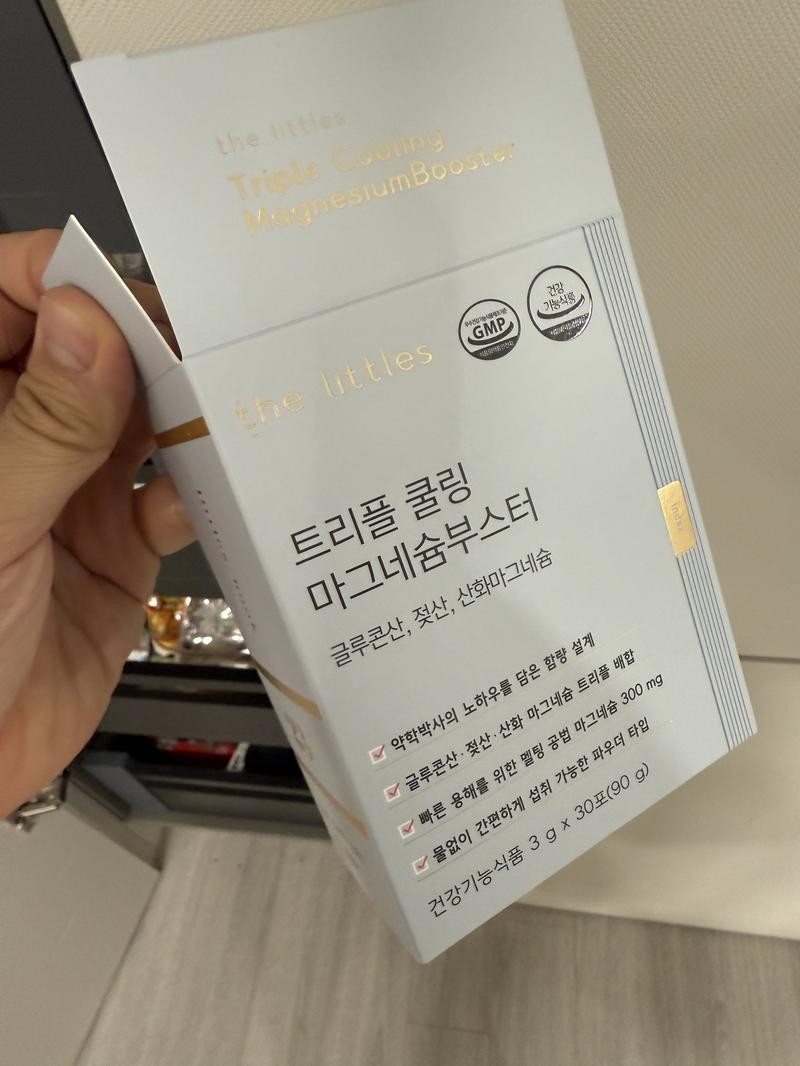 the littles
Triple Cooling
MagnesiumBooster
GMP
건강
기능식품
the littles
트리플 쿨링
마그네슘부스터
글루콘산, 젖산, 산화마그네슘
약학박사의 노하우를 담은 함량 설계
글루콘산·젖산·산화 마그네슘 트리플 배합
빠른 용해를 위한 멜팅 공법 마그네슘 300 mg
물없이 간편하게 섭취 가능한 파우더 타입
건강기능식품 3 g x 30포(90 g)